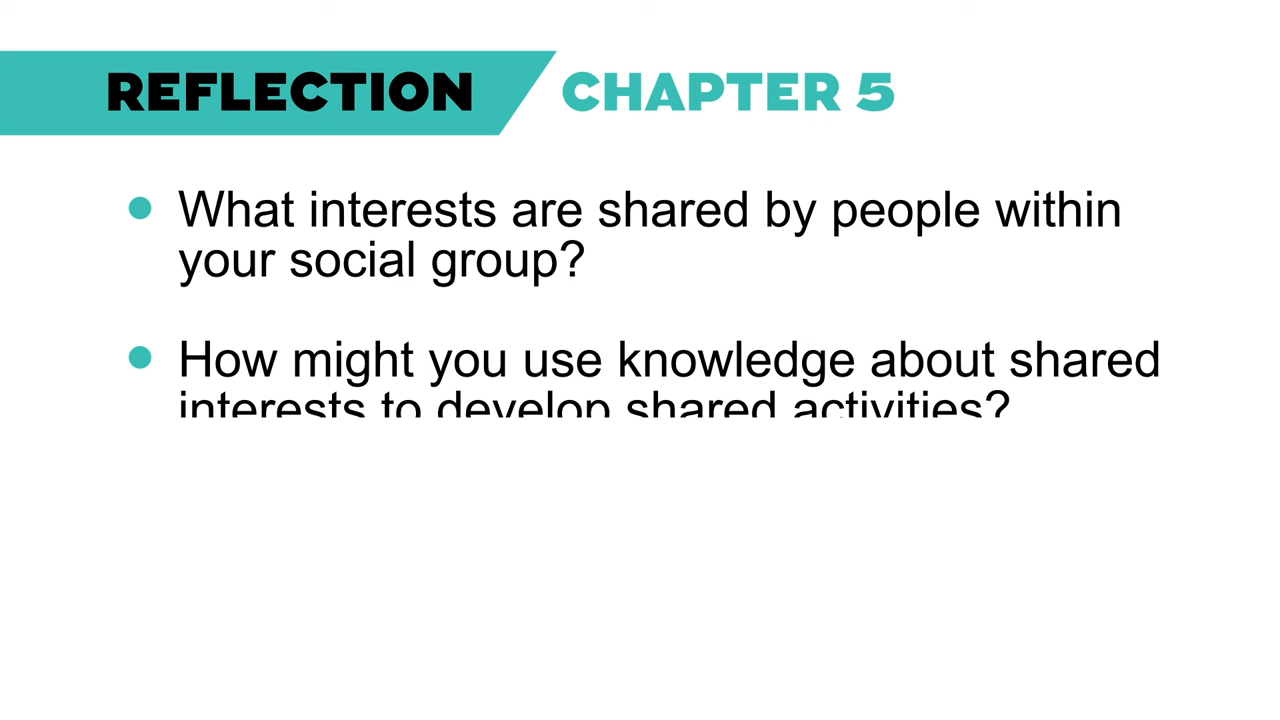 REFLECTION CHAPTER 5
What interests are shared by people within
your social group?
How might you use knowledge about shared
interests to develop shared activities?